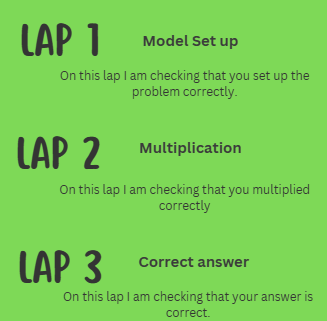 LAP 1 Model Set up
On this lap I am checking that you set up the
problem correctly.
LAP 2 Multiplication
On this lap I am checking that you multiplied
correctly
LAP 3 Correct answer
On this lap I am checking that your answer is
correct.